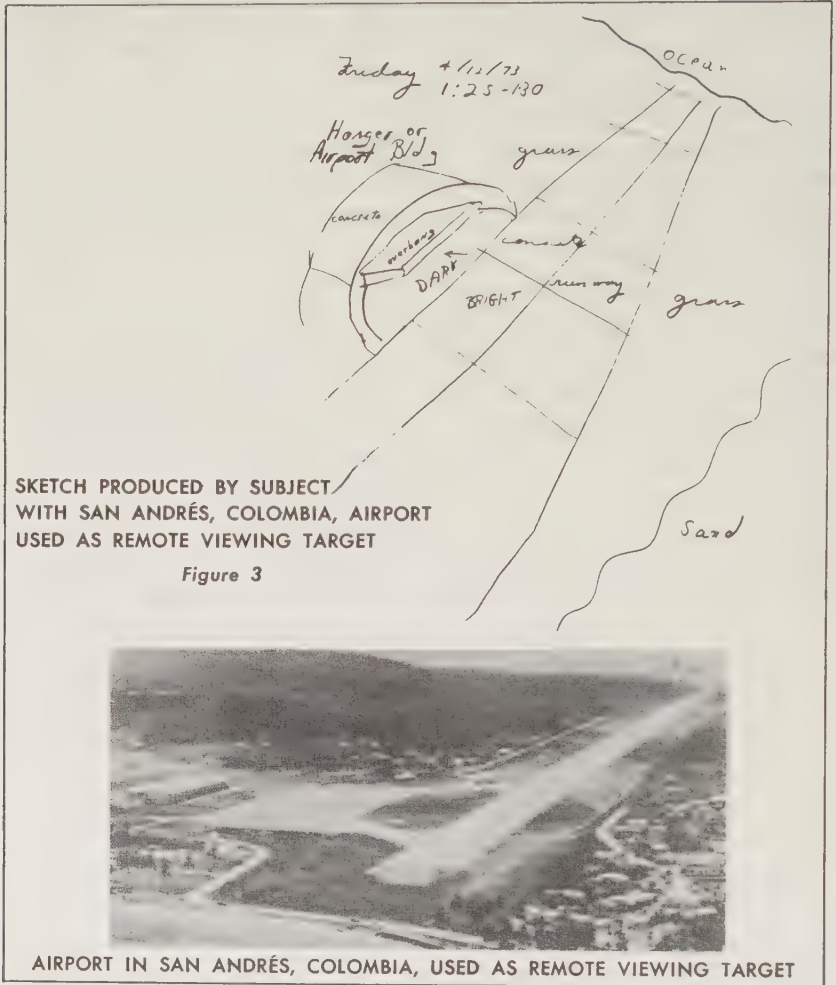 Friday 4/13/73
1:25-130
ocean
Hanger or
Airport Bldg
grass
concrete
overhang
concrete
DARK
BRIGHT
runway
grass
Sand
SKETCH PRODUCED BY SUBJECT
WITH SAN ANDRÉS, COLOMBIA, AIRPORT
USED AS REMOTE VIEWING TARGET
Figure 3
AIRPORT IN SAN ANDRÉS, COLOMBIA, USED AS REMOTE VIEWING TARGET